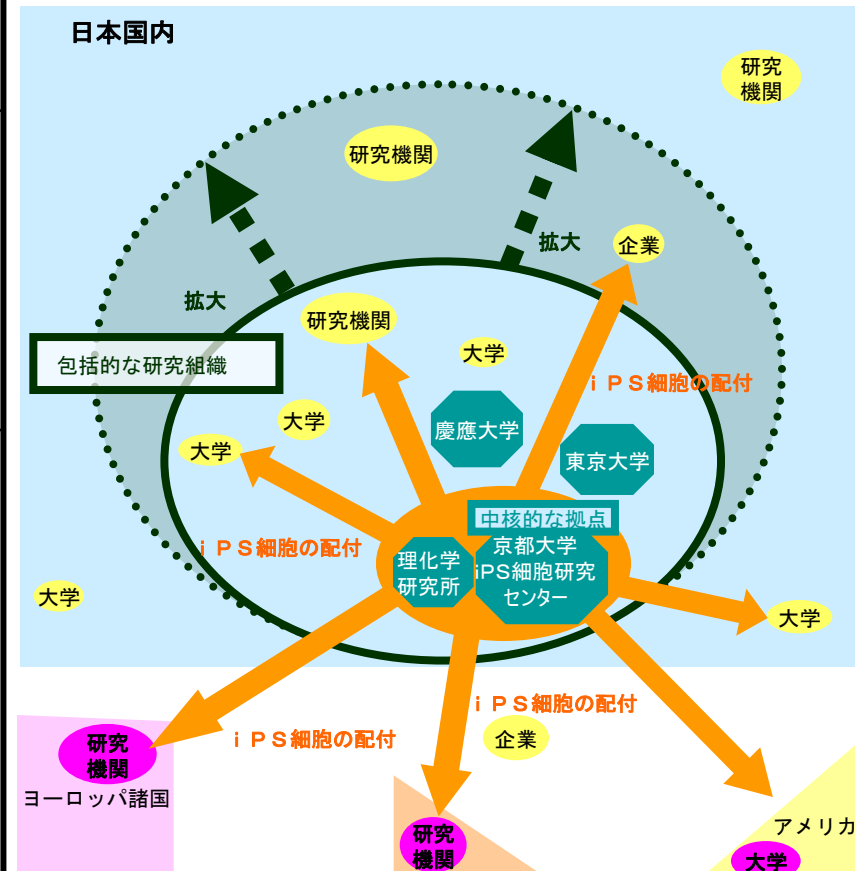 日本国内
研究
機関
研究機関
企業
拡大
拡大
研究機関
大学
包括的な研究組織
iPS細胞の配付
大学
慶應大学
大学
東京大学
中核的な拠点
iPS細胞の配付
理化学
研究所
京都大学
iPS細胞研究
センター
大学
大学
iPS細胞の配付
iPS細胞の配付
企業
研究
機関
ヨーロッパ諸国
研究
機関
アメリカ
大学